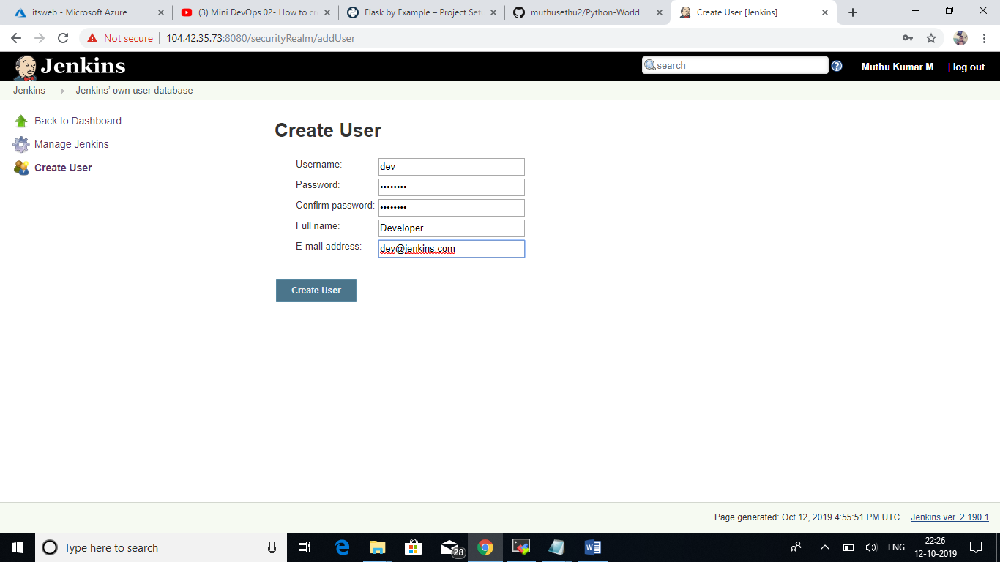 itsweb - Microsoft Azure
(3) Mini DevOps 02- How to cr
Flask by Example – Project Setu
muthusethu2/Python-World
Create User [Jenkins]
Not secure
104.42.35.73:8080/securityRealm/addUser
Jenkins
search
Muthu Kumar M
| log out
Jenkins
Jenkins' own user database
Back to Dashboard
Manage Jenkins
Create User
Create User
Username:
dev
Password:
••••••••
Confirm password:
••••••••
Full name:
Developer
E-mail address:
dev@jenkins.com
Create User
Page generated: Oct 12, 2019 4:55:51 PM UTC
Jenkins ver. 2.190.1
Type here to search
28
ENG
22:26
12-10-2019